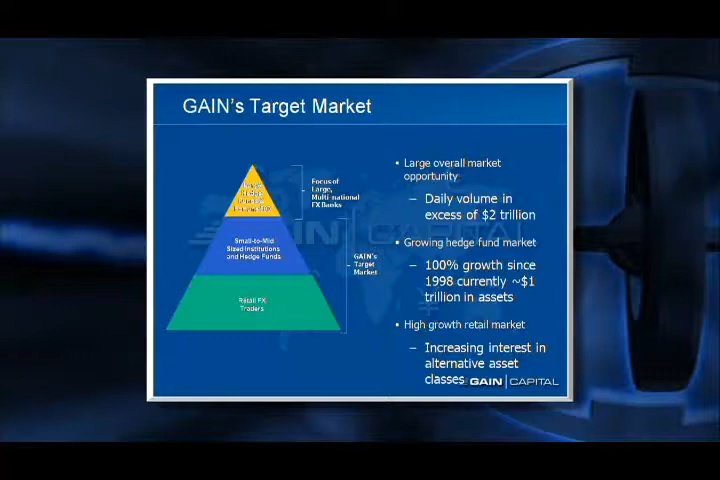 GAIN's Target Market
Hedge
Focus of
Large,
Multi-national
FX Banks
Small-to-Mid
Sized Institutions
and Hedge Funds
GAIN's
Target
Market
Retail FX
Traders
• Large overall market
opportunity
– Daily volume in
excess of $2 trillion
• Growing hedge fund market
– 100% growth since
1998 currently ~$1
trillion in assets
• High growth retail market
– Increasing interest in
alternative asset
classes
GAIN CAPITAL
GAIN CAPITAL